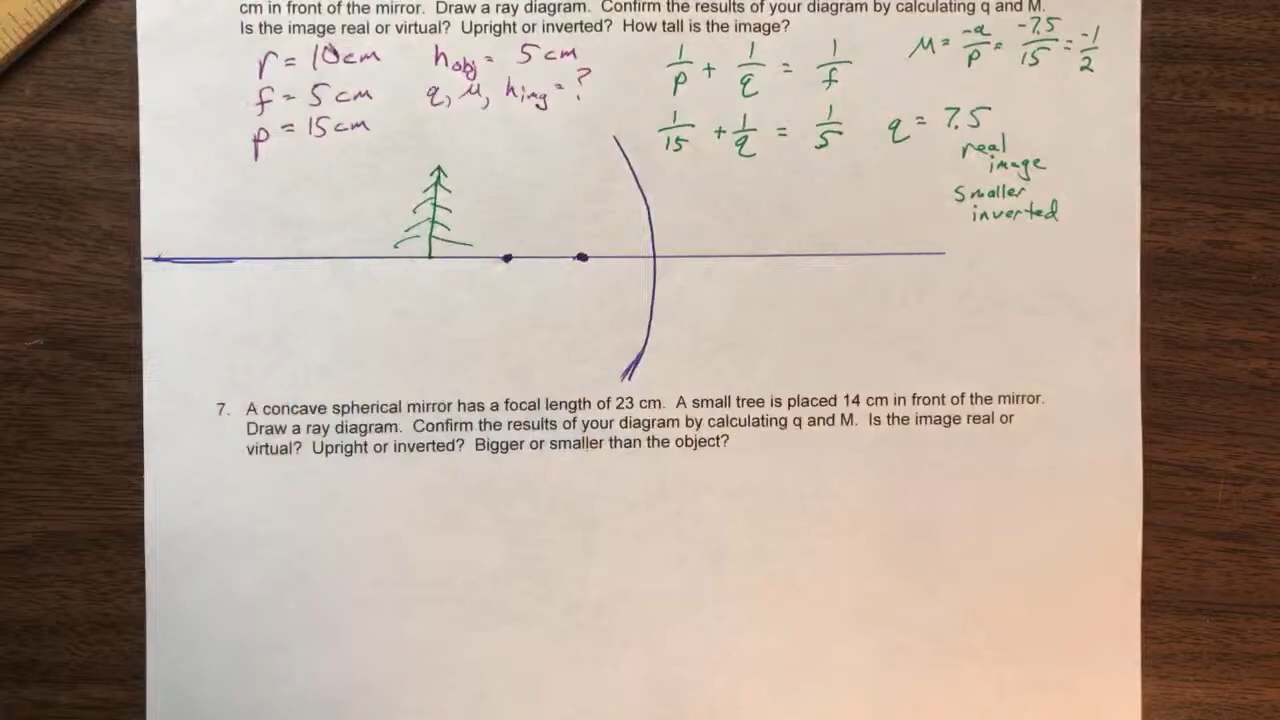 cm in front of the mirror. Draw a ray diagram. Confirm the results of your diagram by calculating q and M.
Is the image real or virtual? Upright or inverted? How tall is the image?
r = 10cm
f = 5cm
p = 15cm
hobj = 5cm
q, M, himg = ?
1/p + 1/q = 1/f
1/15 + 1/q = 1/5
M = -q/p = -7.5/15 = -1/2
q = 7.5
real
image
smaller
inverted
7. A concave spherical mirror has a focal length of 23 cm. A small tree is placed 14 cm in front of the mirror.
Draw a ray diagram. Confirm the results of your diagram by calculating q and M. Is the image real or
virtual? Upright or inverted? Bigger or smaller than the object?